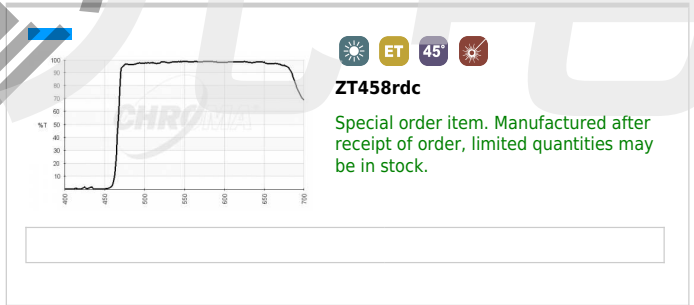 ET
45°
ZT458rdc
Special order item. Manufactured after
receipt of order, limited quantities may
be in stock.
100
90
80
70
60
50
40
30
20
10
%T
CHROMA
400
450
500
550
600
650
700